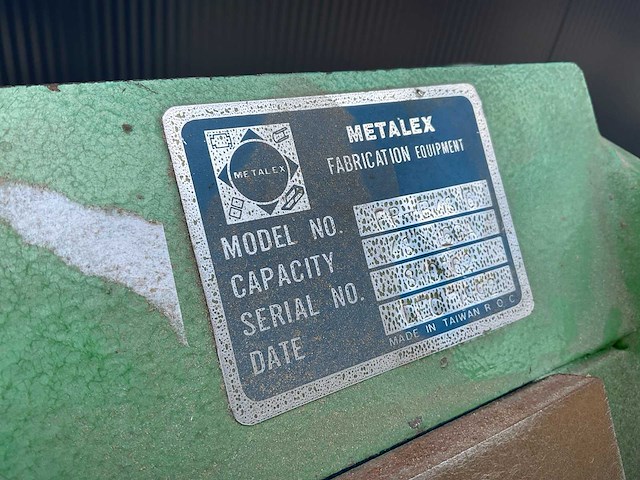 METALEX
METALEX
FABRICATION EQUIPMENT
MODEL NO.
CAPACITY
SERIAL NO.
DATE
MADE IN TAIWAN R O C